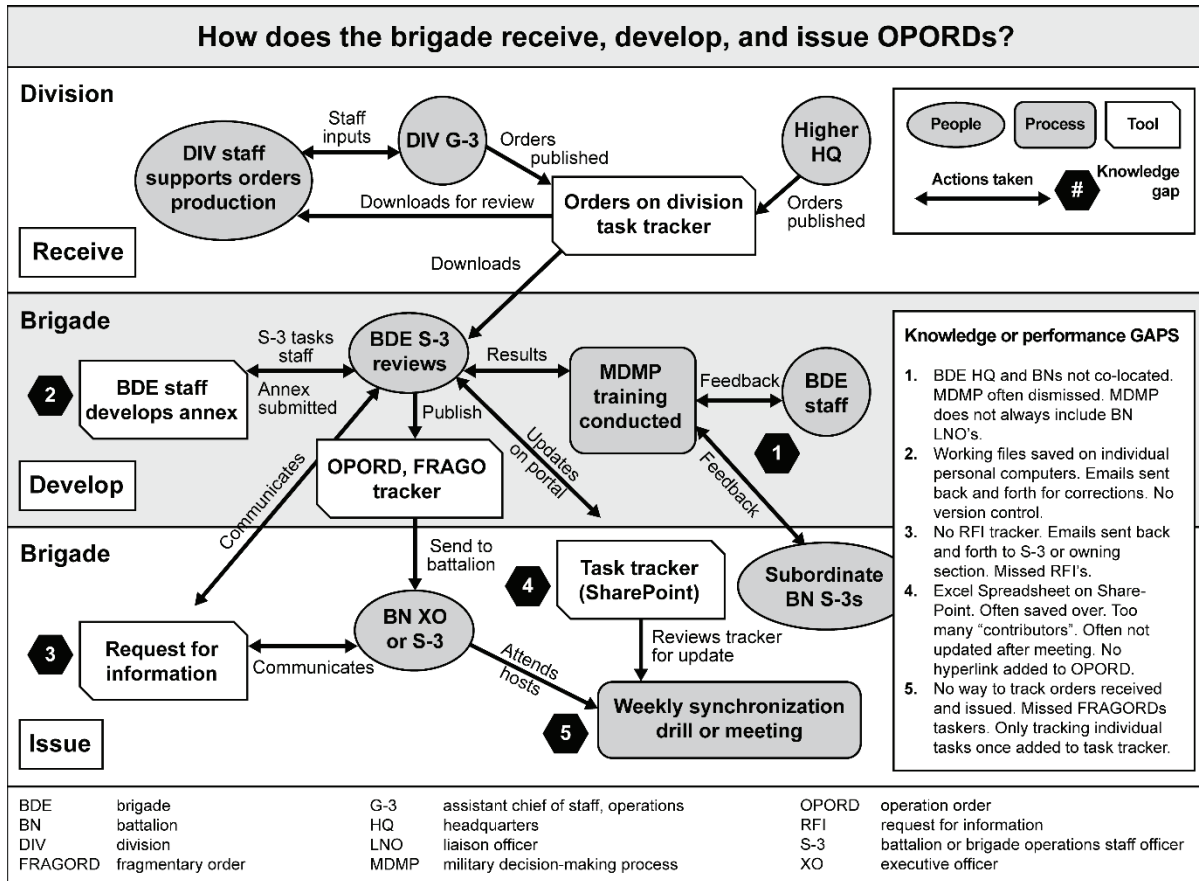 How does the brigade receive, develop, and issue OPORDs?
Division
DIV staff
supports orders
production
Staff
inputs
DIV G-3
Orders
published
Downloads for review
Orders on division
task tracker
Higher
HQ
Orders
published
Receive
Downloads
People
Process
Tool
Actions taken
#
Knowledge
gap
Brigade
2
BDE staff
develops annex
S-3 tasks
staff
Annex
submitted
BDE S-3
reviews
Results
MDMP
training
conducted
Feedback
BDE
staff
1
Publish
OPORD, FRAGO
tracker
Updates
on portal
Feedback
Communicates
Develop
Knowledge or performance GAPS
1. BDE HQ and BNs not co-located.
MDMP often dismissed. MDMP
does not always include BN
LNO's.
2. Working files saved on individual
personal computers. Emails sent
back and forth for corrections. No
version control.
3. No RFI tracker. Emails sent back
and forth to S-3 or owning
section. Missed RFI's.
4. Excel Spreadsheet on Share-
Point. Often saved over. Too
many “contributors”. Often not
updated after meeting. No
hyperlink added to OPORD.
5. No way to track orders received
and issued. Missed FRAGORDs
taskers. Only tracking individual
tasks once added to task tracker.
Brigade
Send to
battalion
4
Task tracker
(SharePoint)
Subordinate
BN S-3s
3
Request for
information
Communicates
BN XO
or S-3
Attends
hosts
Reviews tracker
for update
5
Weekly synchronization
drill or meeting
Issue
BDE brigade
BN battalion
DIV division
FRAGORD fragmentary order
G-3 assistant chief of staff, operations
HQ headquarters
LNO liaison officer
MDMP military decision-making process
OPORD operation order
RFI request for information
S-3 battalion or brigade operations staff officer
XO executive officer